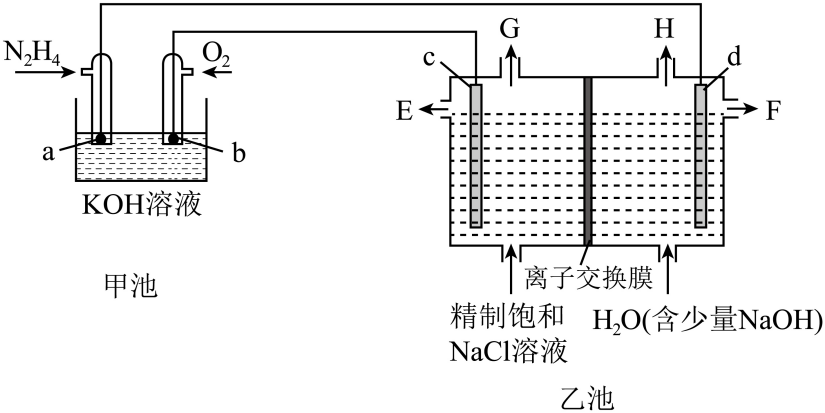 N₂H₄
O₂
a
b
KOH溶液
甲池
G
H
c
d
E
F
离子交换膜
精制饱和
NaCl溶液
H₂O(含少量NaOH)
乙池